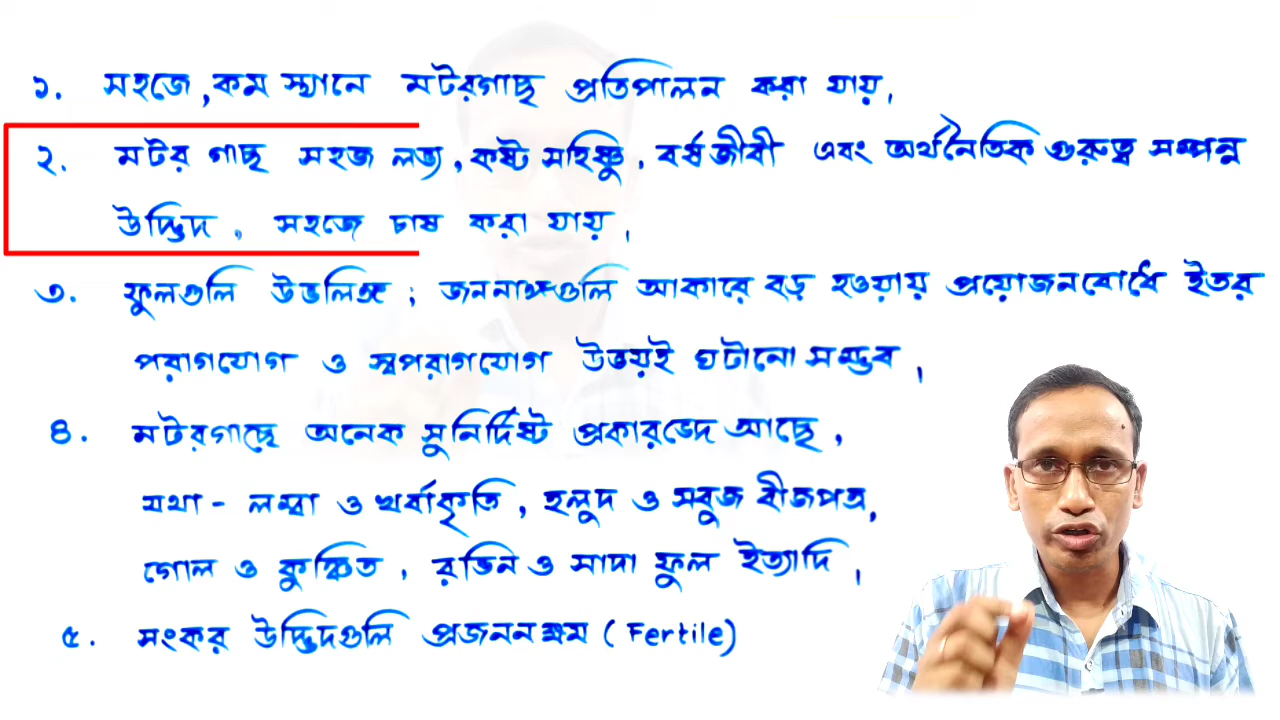 ১. সহজে, কম স্থানে মটরগাছ প্রতিপালন করা যায়,
২. মটর গাছ সহজ লভ্য, কষ্ট সহিষ্ণু, বর্ষজীবী এবং অর্থনৈতিক গুরুত্ব সম্পন্ন
উদ্ভিদ, সহজে চাষ করা যায়,
৩. ফুলগুলি উভলিঙ্গ; জননাঙ্গগুলি আকারে বড় হওয়ায় প্রয়োজনবোধে ইতর
পরাগযোগ ও স্বপরাগযোগ উভয়ই ঘটানো সম্ভব,
৪. মটরগাছে অনেক সুনির্দিষ্ট প্রকারভেদ আছে,
যথা - লম্বা ও খর্বাকৃতি, হলুদ ও সবুজ বীজপত্র,
গোল ও কুঞ্চিত, রঙিন ও সাদা ফুল ইত্যাদি,
৫. সংকর উদ্ভিদগুলি প্রজননক্ষম (Fertile)